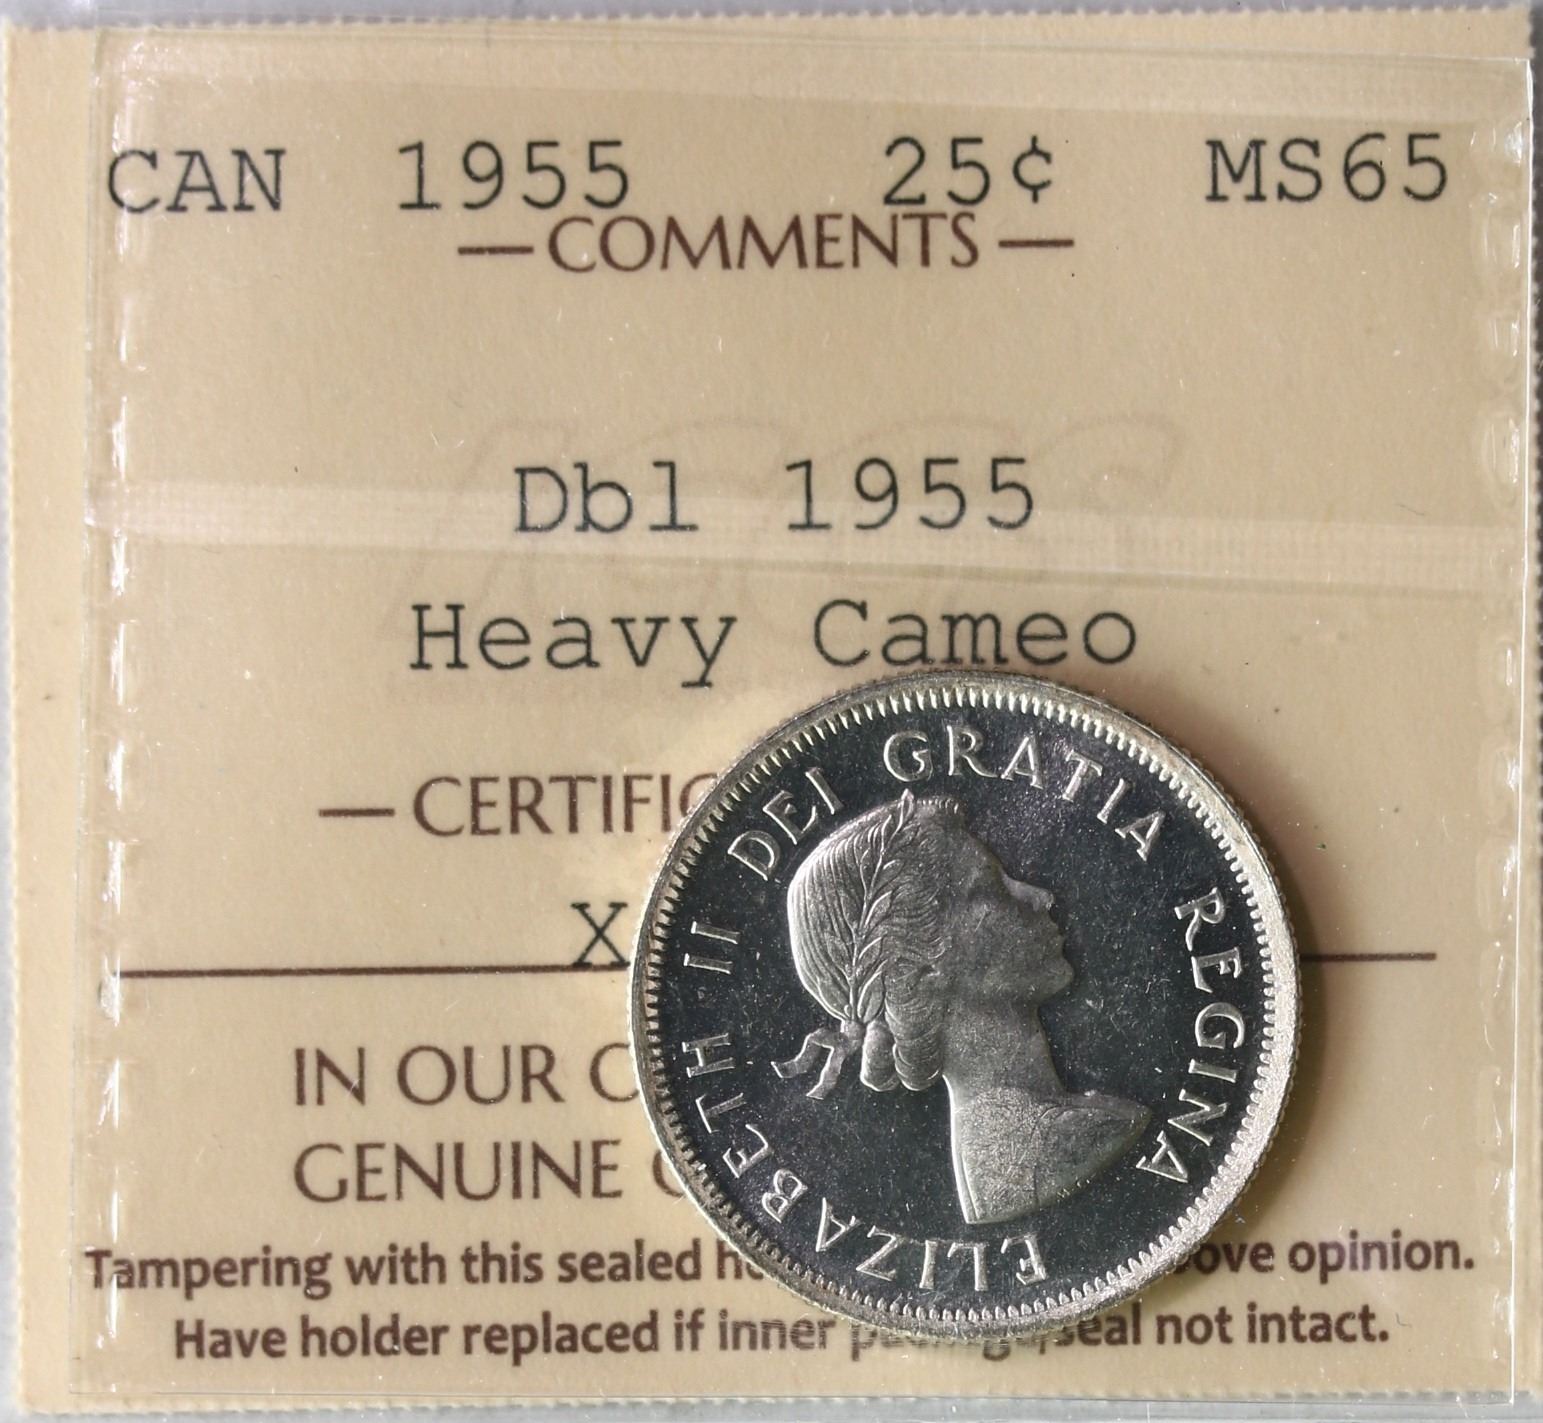 CAN 1955 25¢ MS65
—COMMENTS—
Dbl 1955
Heavy Cameo
—CERTIFIC
X
IN OUR
GENUINE
Tampering with this sealed ove opinion.
Have holder replaced if inner seal not intact.
ELIZABETH II DEI GRATIA REGINA